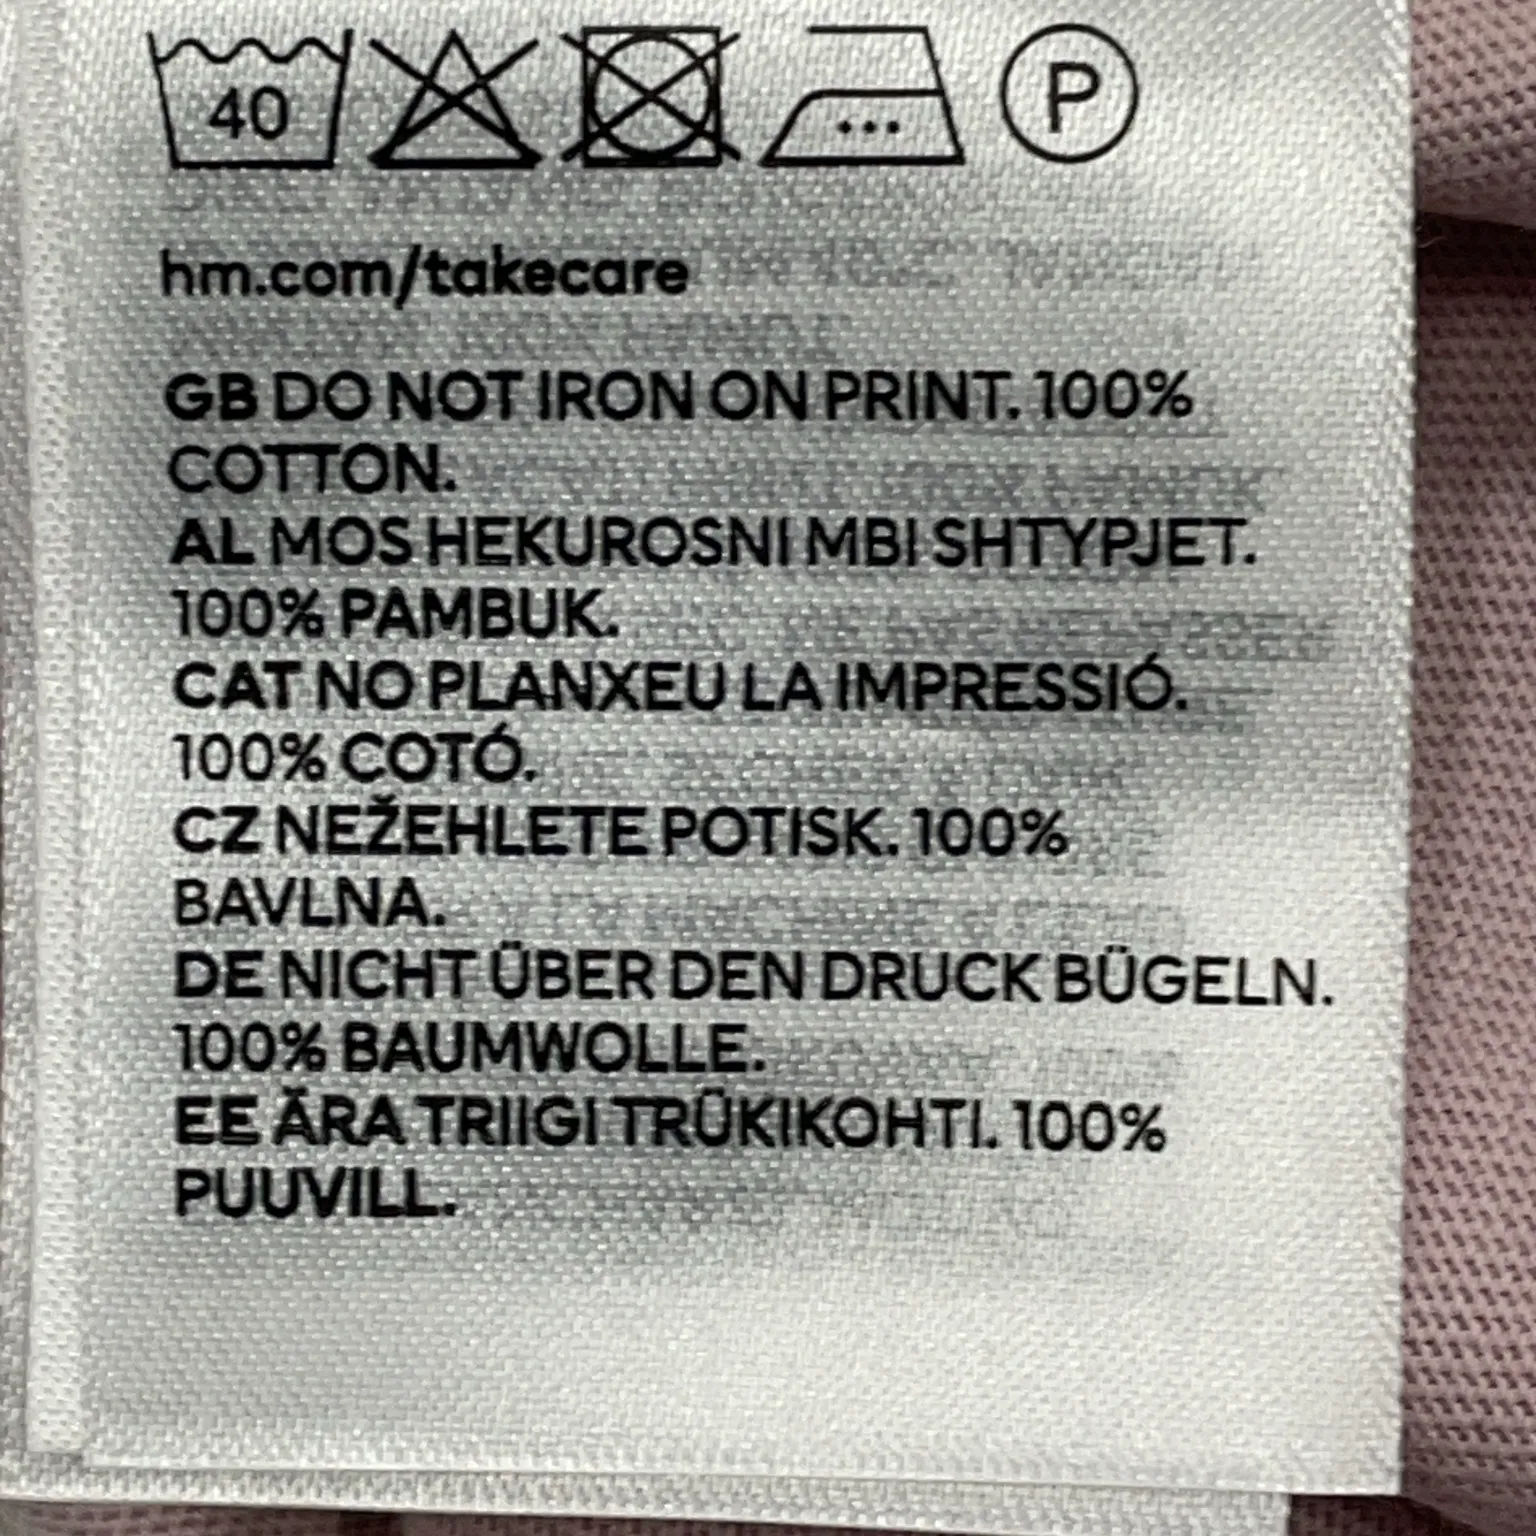 40
P
hm.com/takecare
GB DO NOT IRON ON PRINT. 100%
COTTON.
AL MOS HEKUROSNI MBI SHTYPJET.
100% PAMBUK.
CAT NO PLANXEU LA IMPRESSIÓ.
100% COTÓ.
CZ NEŽEHLETE POTISK. 100%
BAVLNA.
DE NICHT ÜBER DEN DRUCK BÜGELN.
100% BAUMWOLLE.
EE ÄRA TRIIGI TRÜKIKOHTI. 100%
PUUVILL.